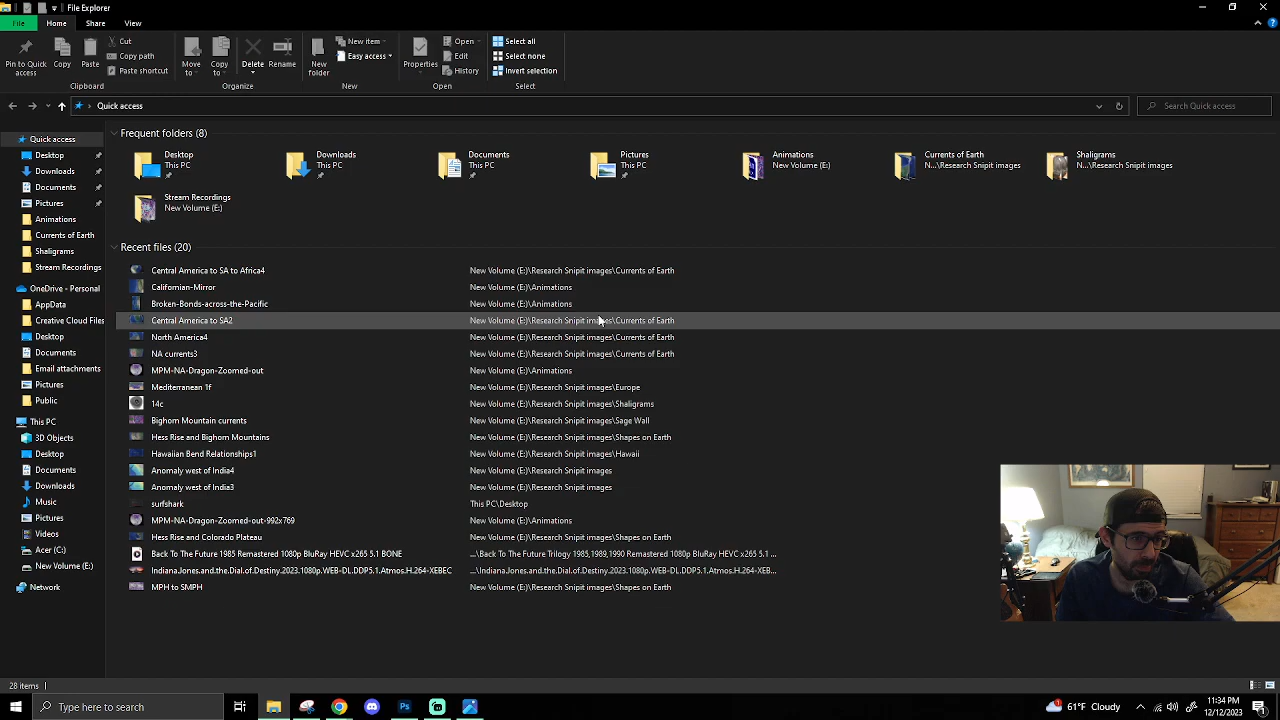 File Explorer
File Home Share View
Pin to Quick access
Copy
Paste
Cut
Copy path
Paste shortcut
Clipboard
Move to
Copy to
Delete
Rename
Organize
New folder
New item
Easy access
New
Properties
Open
Edit
History
Open
Select all
Select none
Invert selection
Select
Quick access
Search Quick access
Quick access
Desktop
Downloads
Documents
Pictures
Animations
Currents of Earth
Shaligrams
Stream Recordings
OneDrive - Personal
AppData
Creative Cloud Files
Desktop
Documents
Email attachments
Pictures
Public
This PC
3D Objects
Desktop
Documents
Downloads
Music
Pictures
Videos
Acer (C:)
New Volume (E:)
Network
Frequent folders (8)
Desktop
This PC
Downloads
This PC
Documents
This PC
Pictures
This PC
Animations
New Volume (E:)
Currents of Earth
N...\Research Snipit images
Shaligrams
N...\Research Snipit images
Stream Recordings
New Volume (E:)
Recent files (20)
Central America to SA to Africa4 New Volume (E:)\Research Snipit images\Currents of Earth
Californian-Mirror New Volume (E:)\Animations
Broken-Bonds-across-the-Pacific New Volume (E:)\Animations
Central America to SA2 New Volume (E:)\Research Snipit images\Currents of Earth
North America4 New Volume (E:)\Research Snipit images\Currents of Earth
NA currents3 New Volume (E:)\Research Snipit images\Currents of Earth
MPM-NA-Dragon-Zoomed-out New Volume (E:)\Animations
Mediterranean 1f New Volume (E:)\Research Snipit images\Europe
14c New Volume (E:)\Research Snipit images\Shaligrams
Bighorn Mountain currents New Volume (E:)\Research Snipit images\Sage Wall
Hess Rise and Bighorn Mountains New Volume (E:)\Research Snipit images\Shapes on Earth
Hawaiian Bend Relationships1 New Volume (E:)\Research Snipit images\Hawaii
Anomaly west of India4 New Volume (E:)\Research Snipit images
Anomaly west of India3 New Volume (E:)\Research Snipit images
surfshark This PC\Desktop
MPM-NA-Dragon-Zoomed-out-992x769 New Volume (E:)\Animations
Hess Rise and Colorado Plateau New Volume (E:)\Research Snipit images\Shapes on Earth
Back To The Future 1985 Remastered 1080p BluRay HEVC x265 5.1 BONE ...\Back To The Future Trilogy 1985,1989,1990 Remastered 1080p BluRay HEVC x265 5.1 ...
IndianaJones.and.the.Dial.of.Destiny.2023.1080p.WEB-DL.DDP5.1.Atmos.H.264-XEBEC ...\IndianaJones.and.the.Dial.of.Destiny.2023.1080p.WEB-DL.DDP5.1.Atmos.H.264-XEB...
MPH to SMPH New Volume (E:)\Research Snipit images\Shapes on Earth
28 items
Type here to search
61°F Cloudy
11:34 PM
12/12/2023